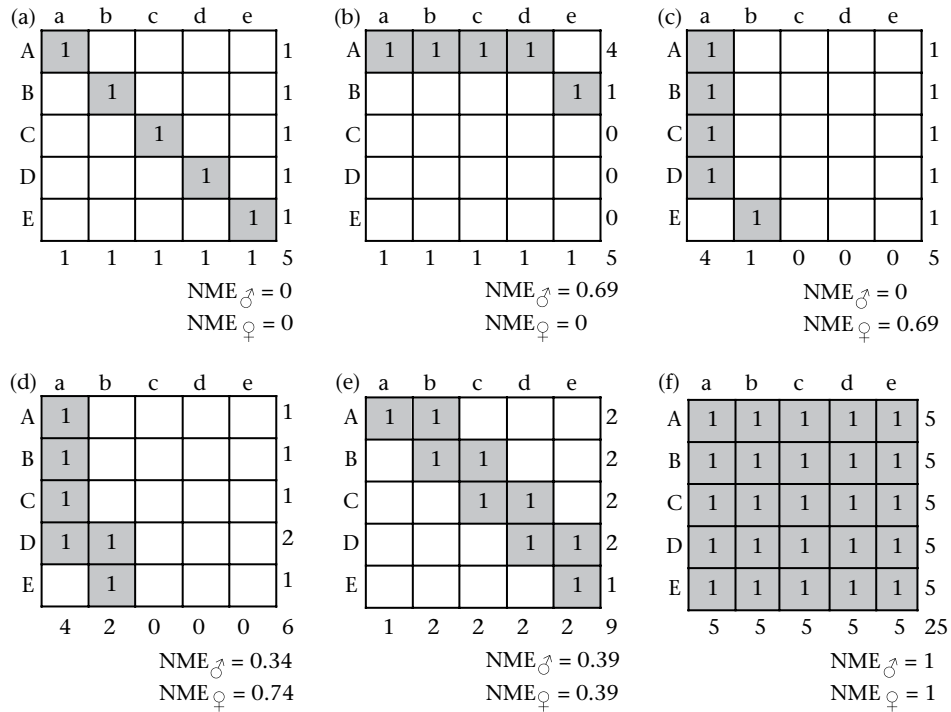 (a) a b c d e
A 1 1
B 1 1
C 1 1
D 1 1
E 1 1
1 1 1 1 1 5
NME♂ = 0
NME♀ = 0
(b) a b c d e
A 1 1 1 1 4
B 1 1
C 0
D 0
E 0
1 1 1 1 1 5
NME♂ = 0.69
NME♀ = 0
(c) a b c d e
A 1 1
B 1 1
C 1 1
D 1 1
E 1 1
4 1 0 0 0 5
NME♂ = 0
NME♀ = 0.69
(d) a b c d e
A 1 1
B 1 1
C 1 1
D 1 1 2
E 1 1
4 2 0 0 0 6
NME♂ = 0.34
NME♀ = 0.74
(e) a b c d e
A 1 1 2
B 1 1 2
C 1 1 2
D 1 1 2
E 1 1
1 2 2 2 2 9
NME♂ = 0.39
NME♀ = 0.39
(f) a b c d e
A 1 1 1 1 1 5
B 1 1 1 1 1 5
C 1 1 1 1 1 5
D 1 1 1 1 1 5
E 1 1 1 1 1 5
5 5 5 5 5 25
NME♂ = 1
NME♀ = 1